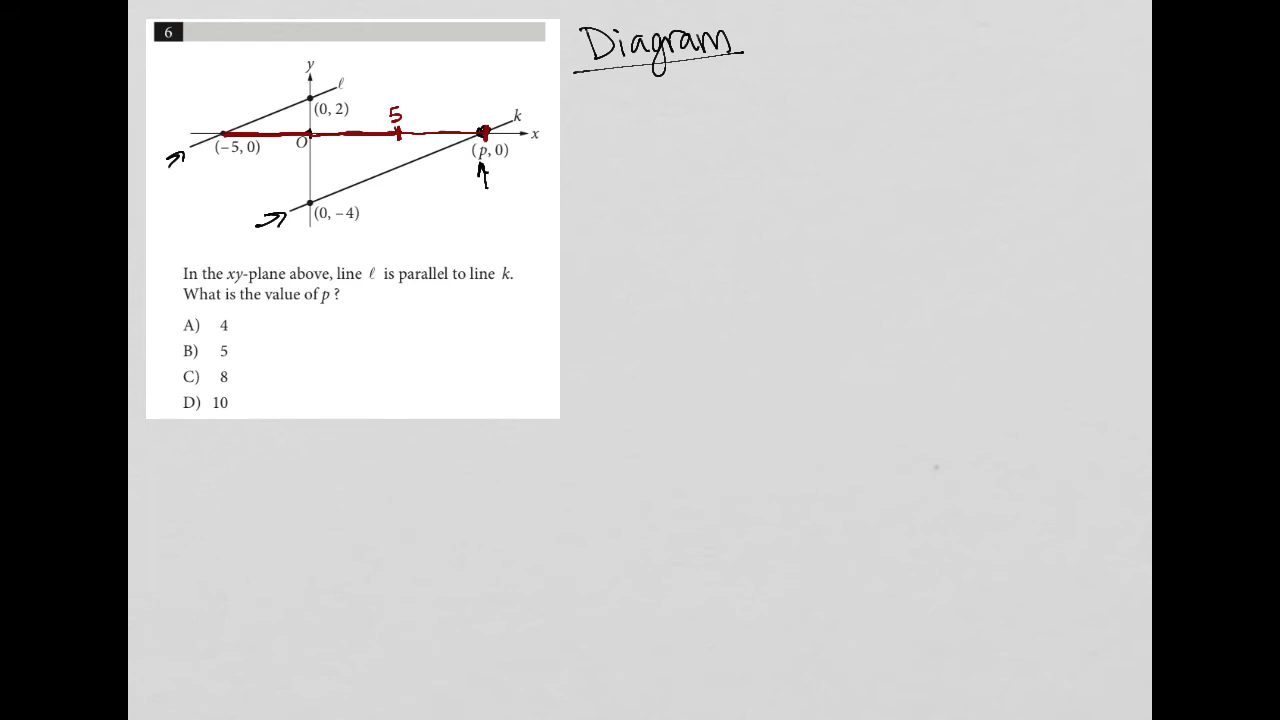 6
Diagram
y
ℓ
(0, 2)
5
k
x
(−5, 0)
O
(p, 0)
(0, −4)
In the xy-plane above, line ℓ is parallel to line k.
What is the value of p ?
A) 4
B) 5
C) 8
D) 10